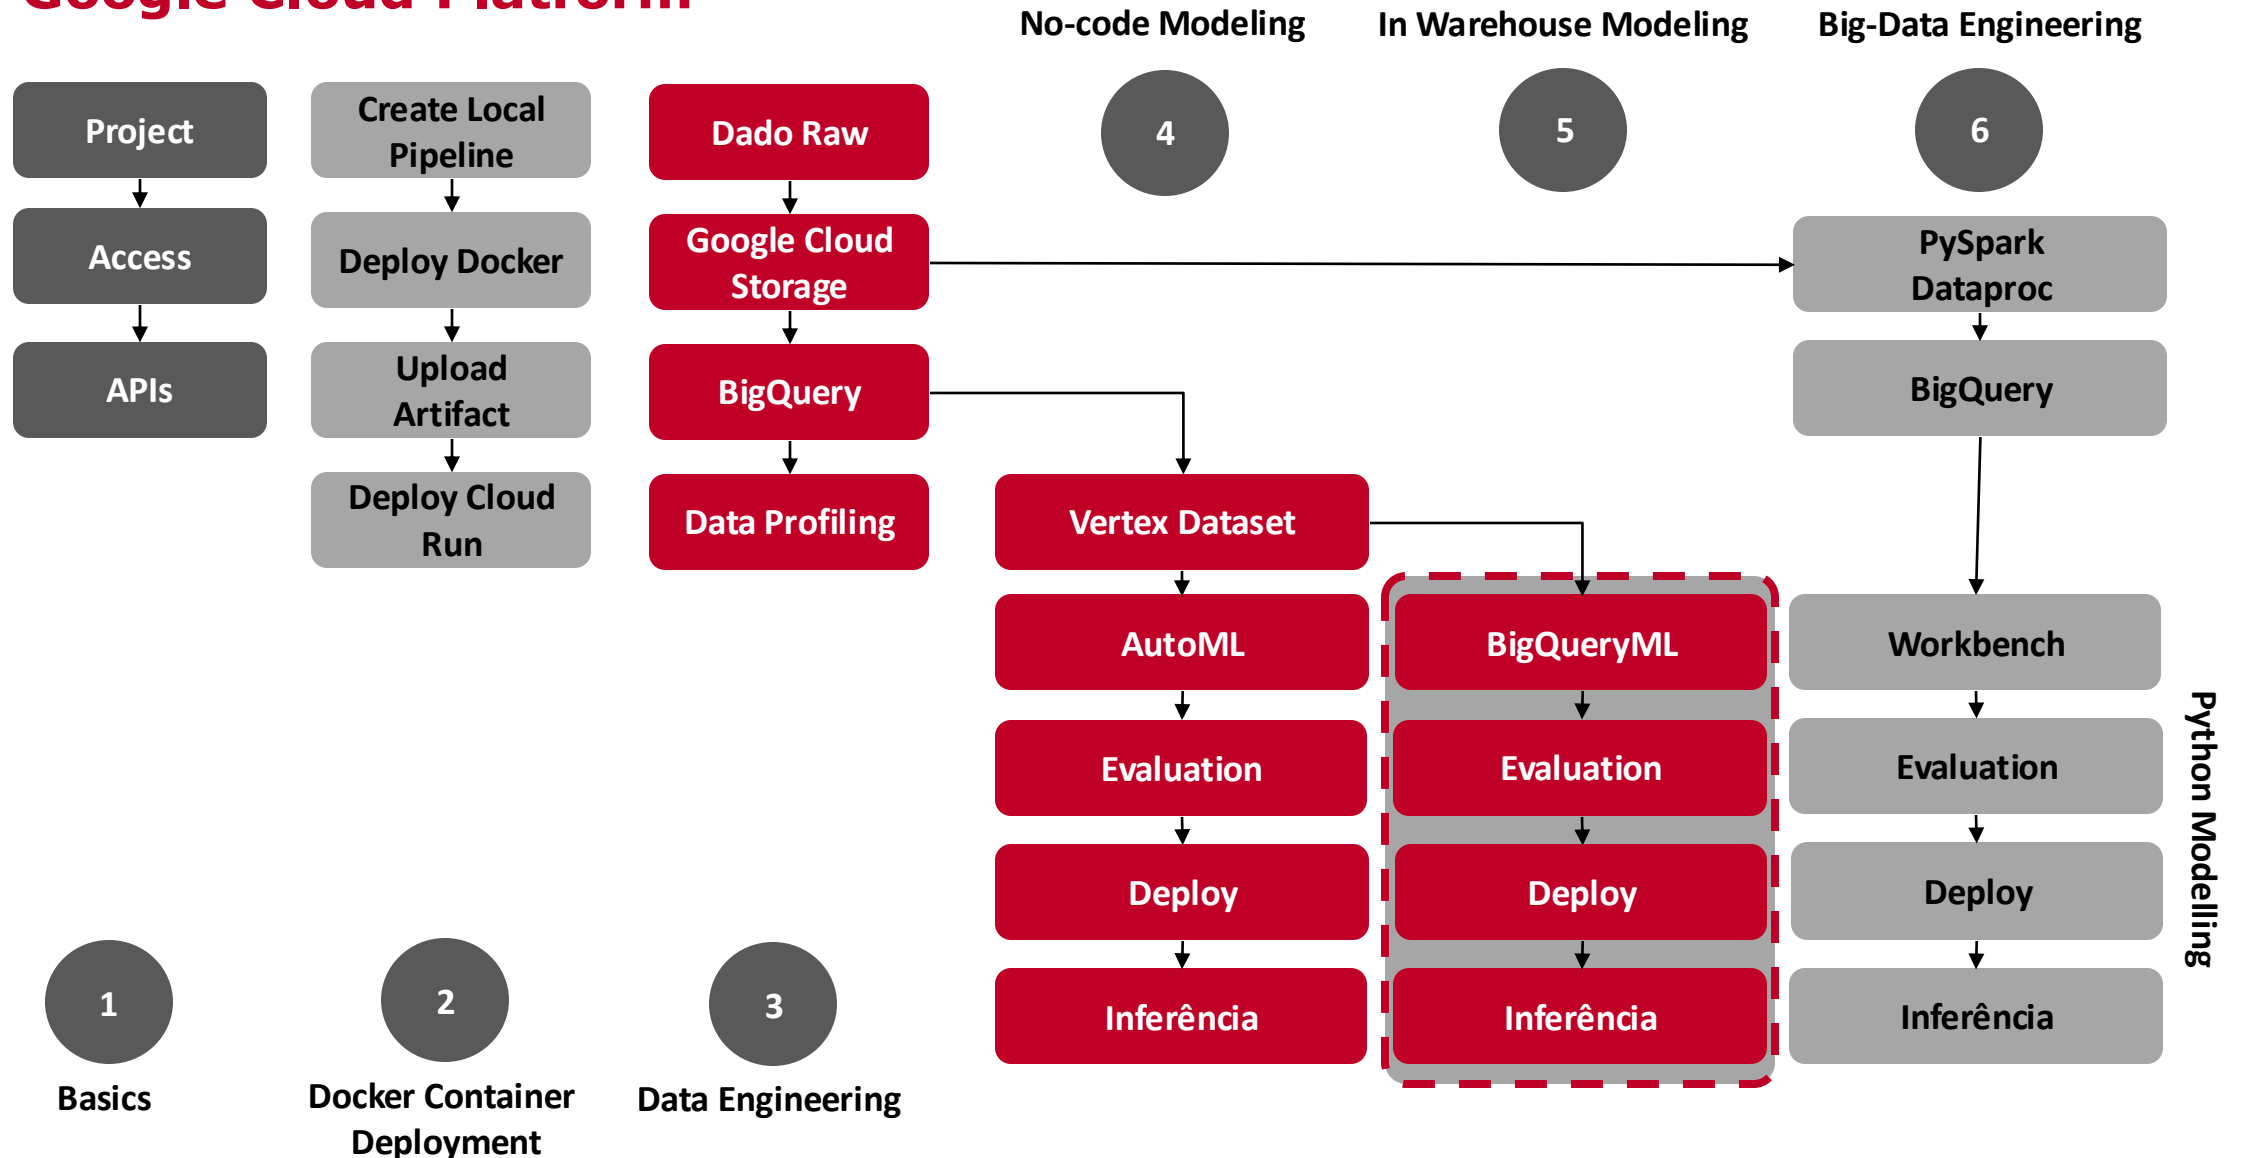 Google Cloud Platform
No-code Modeling
In Warehouse Modeling
Big-Data Engineering
4
5
6
Project
Access
APIs
Create Local
Pipeline
Deploy Docker
Upload
Artifact
Deploy Cloud
Run
Dado Raw
Google Cloud
Storage
BigQuery
Data Profiling
Vertex Dataset
AutoML
Evaluation
Deploy
Inferência
BigQueryML
Evaluation
Deploy
Inferência
PySpark
Dataproc
BigQuery
Workbench
Evaluation
Deploy
Inferência
Python Modelling
1
Basics
2
Docker Container
Deployment
3
Data Engineering